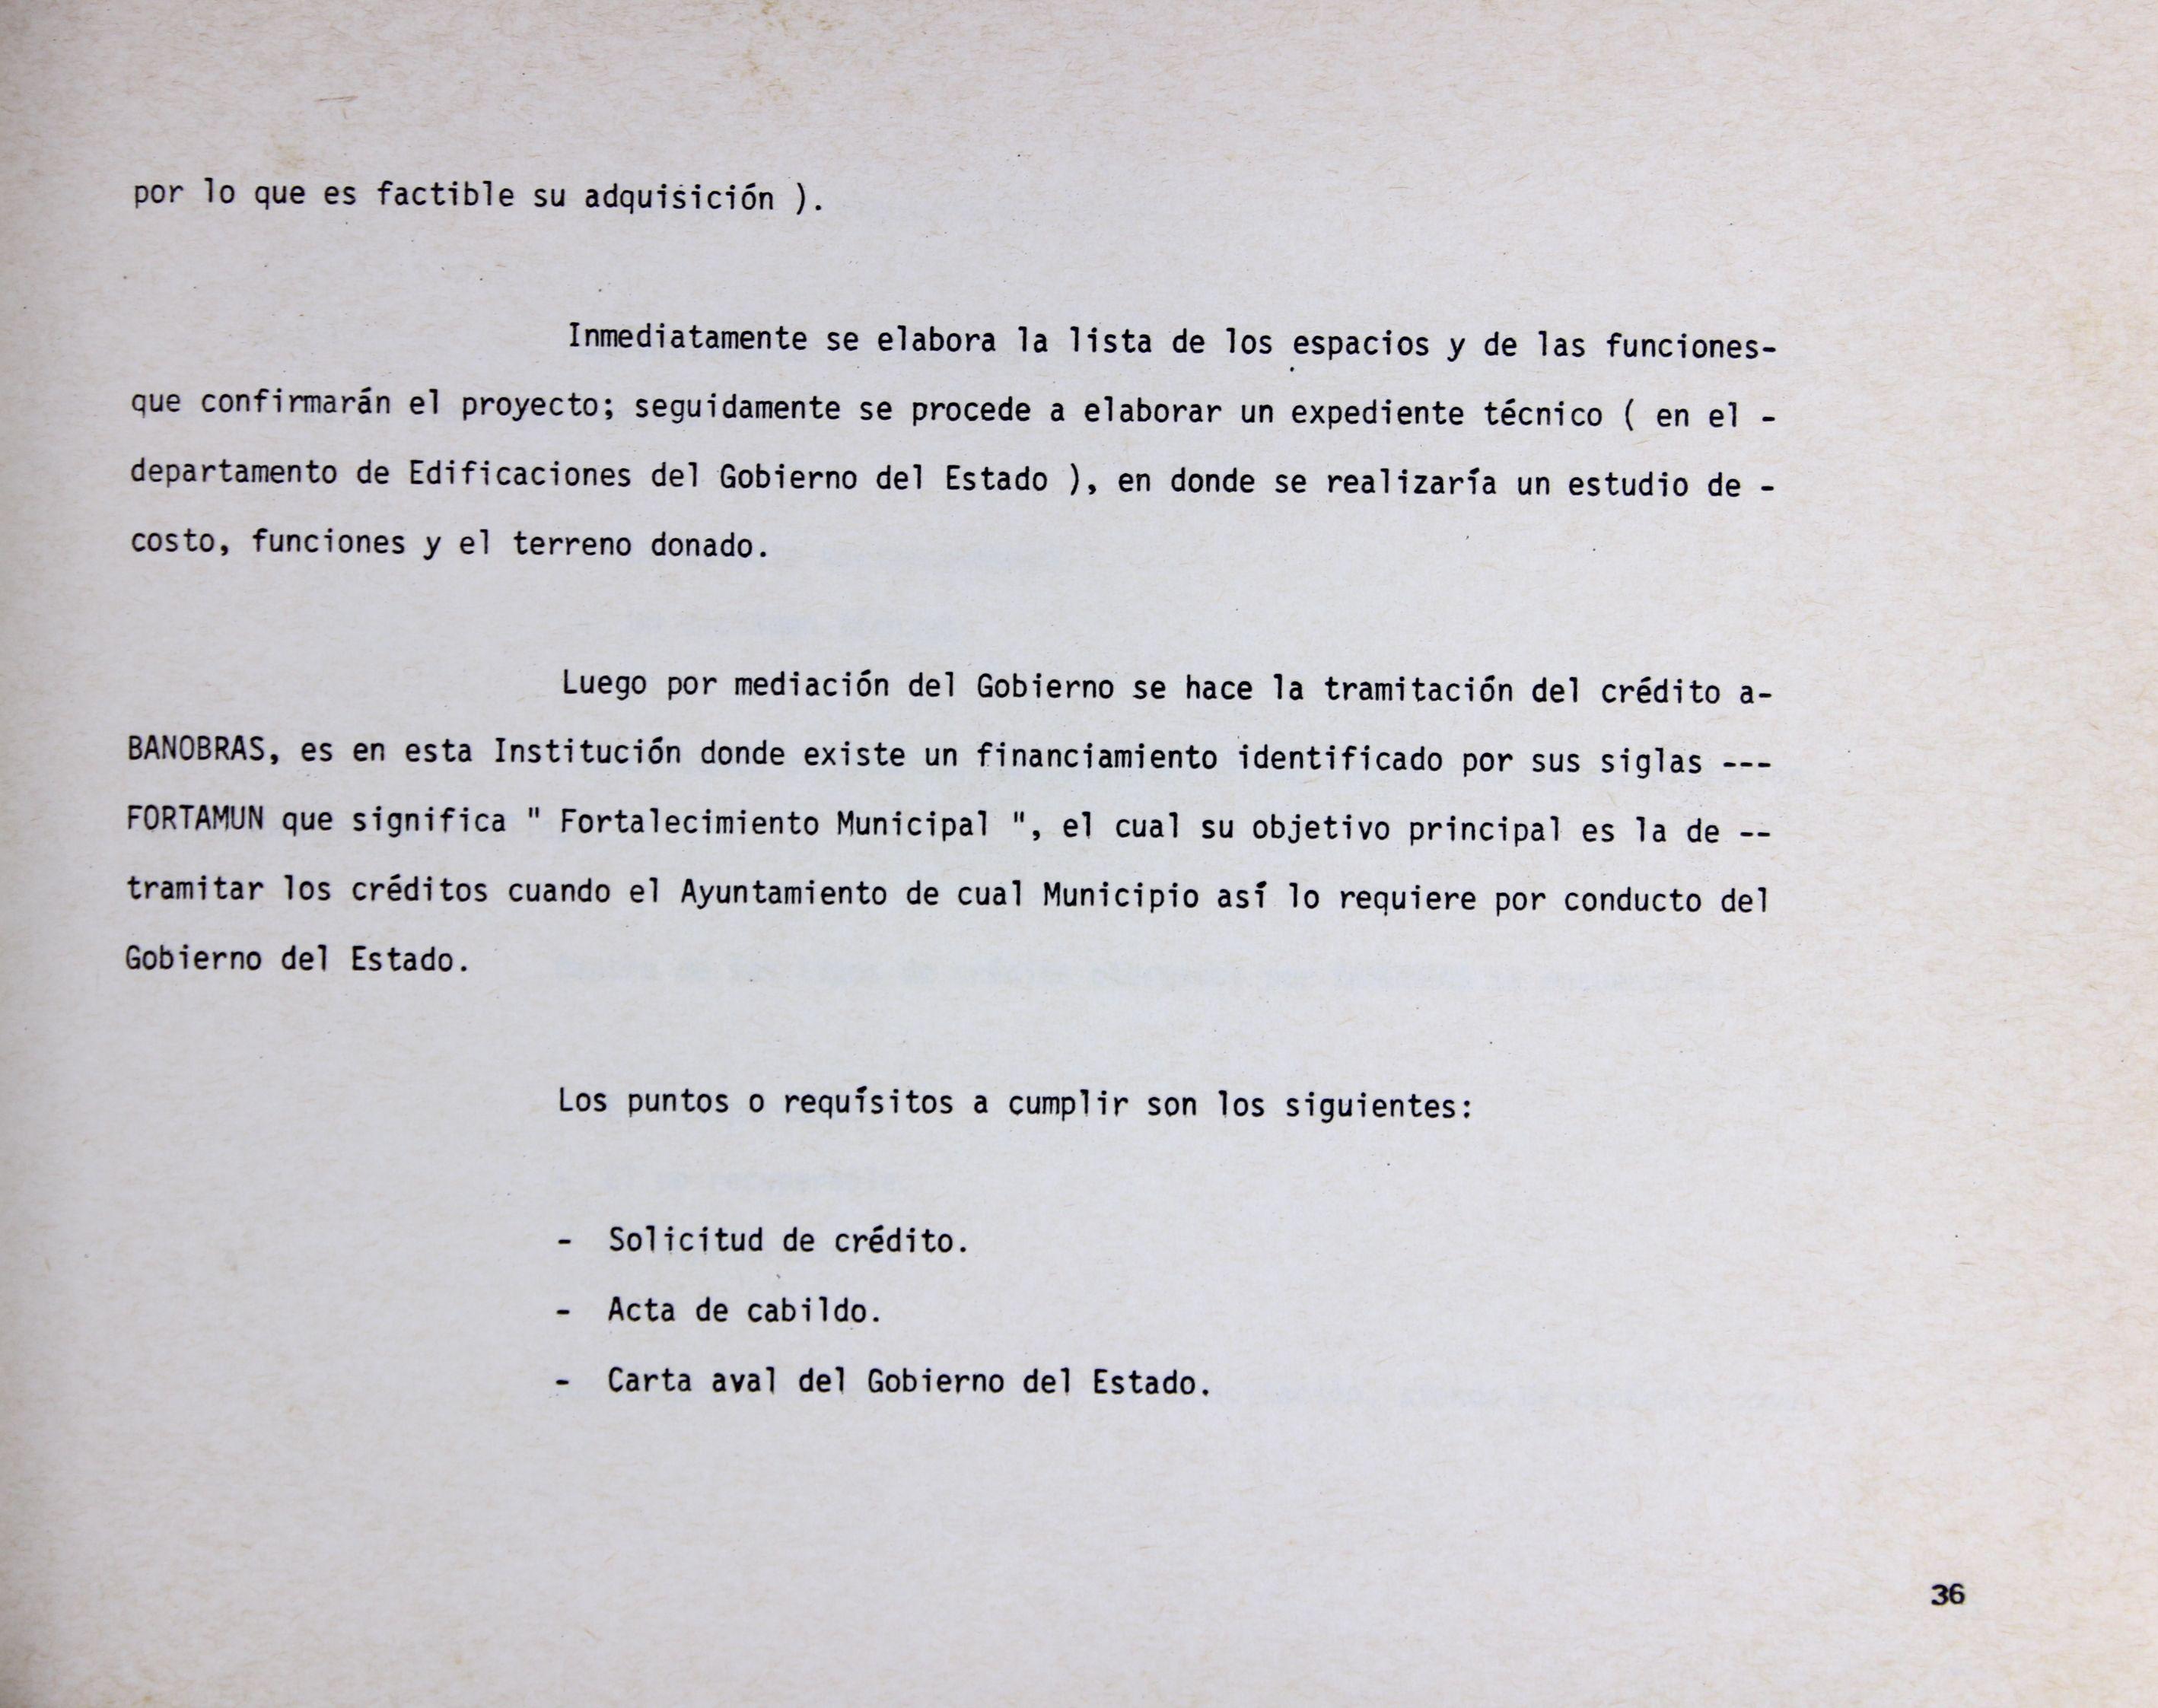 por lo que es factible su adquisición ).
Inmediatamente se elabora la lista de los espacios y de las funciones-
que confirmarán el proyecto; seguidamente se procede a elaborar un expediente técnico ( en el -
departamento de Edificaciones del Gobierno del Estado ), en donde se realizaría un estudio de -
costo, funciones y el terreno donado.
Luego por mediación del Gobierno se hace la tramitación del crédito a-
BANOBRAS, es en esta Institución donde existe un financiamiento identificado por sus siglas ---
FORTAMUN que significa " Fortalecimiento Municipal ", el cual su objetivo principal es la de --
tramitar los créditos cuando el Ayuntamiento de cual Municipio así lo requiere por conducto del
Gobierno del Estado.
Los puntos o requísitos a cumplir son los siguientes:
- Solicitud de crédito.
- Acta de cabildo.
- Carta aval del Gobierno del Estado.
36